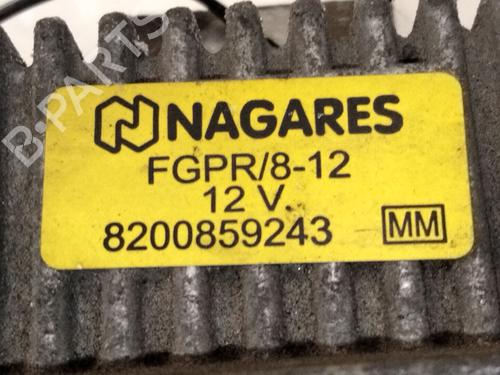 NAGARES
FGPR/8-12
12 V.
8200859243 MM
B-PARTS